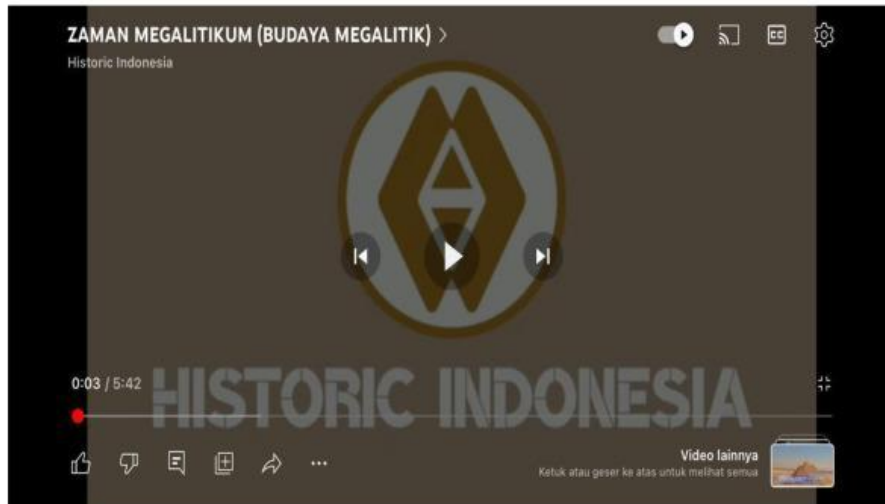 ZAMAN MEGALITIKUM (BUDAYA MEGALITIK)
Historic Indonesia
CC
0:03 / 5:42
HISTORIC INDONESIA
Video lainnya
Ketuk atau geser ke atas untuk melihat semua